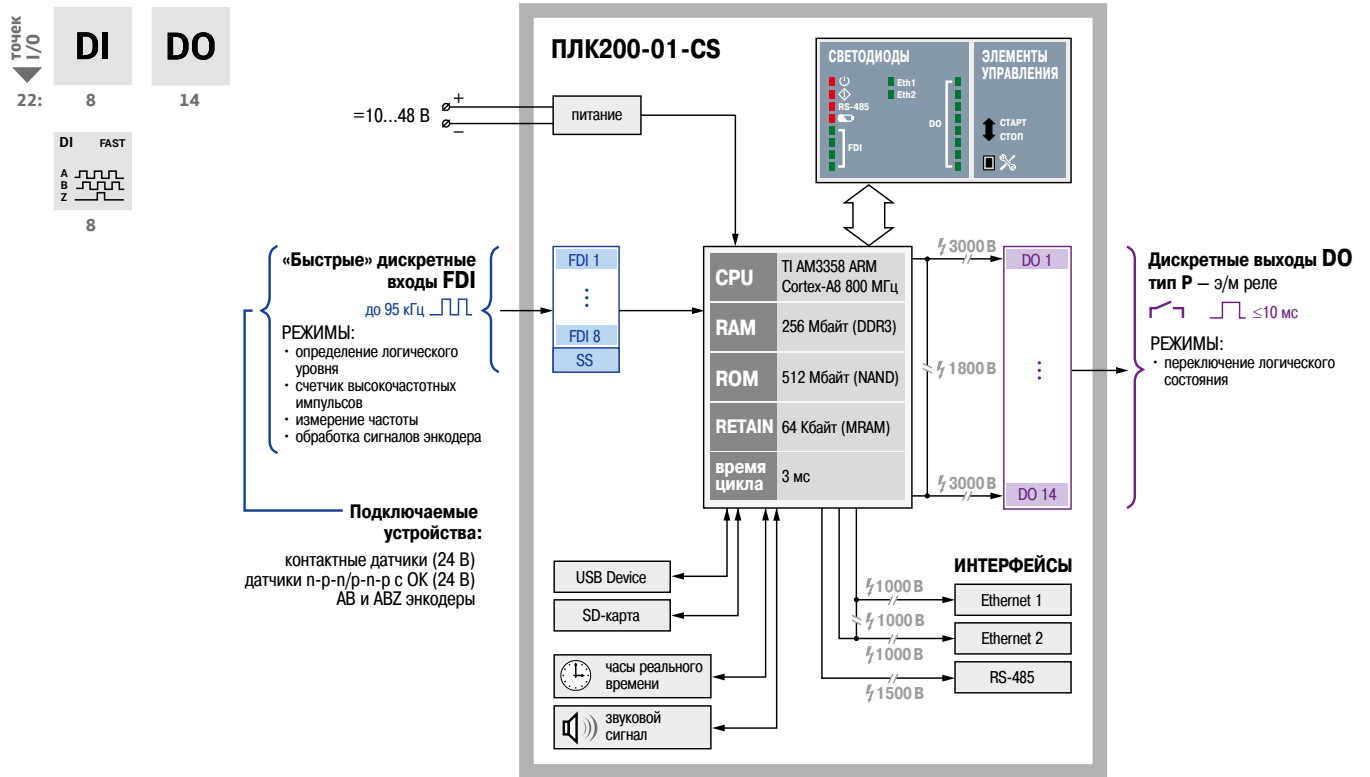 точек
I/O
DI
DO
22:
8
14
DI FAST
A
B
Z
8
ПЛК200-01-CS
=10...48 В
+
–
питание
СВЕТОДИОДЫ
Eth1
Eth2
RS-485
FDI
DO
ЭЛЕМЕНТЫ
УПРАВЛЕНИЯ
СТАРТ
СТОП
«Быстрые» дискретные
входы FDI
до 95 кГц
РЕЖИМЫ:
· определение логического
уровня
· счетчик высокочастотных
импульсов
· измерение частоты
· обработка сигналов энкодера
Подключаемые
устройства:
контактные датчики (24 В)
датчики n-p-n/p-n-p с ОК (24 В)
AB и ABZ энкодеры
FDI 1
⋮
FDI 8
SS
CPU
TI AM3358 ARM
Cortex-A8 800 МГц
RAM
256 Мбайт (DDR3)
ROM
512 Мбайт (NAND)
RETAIN
64 Кбайт (MRAM)
время
цикла
3 мс
3000 В
1800 В
3000 В
DO 1
⋮
DO 14
Дискретные выходы DO
тип Р – э/м реле
≤10 мс
РЕЖИМЫ:
· переключение логического
состояния
USB Device
SD-карта
часы реального
времени
звуковой
сигнал
ИНТЕРФЕЙСЫ
1000 В
Ethernet 1
1000 В
Ethernet 2
1000 В
RS-485
1500 В